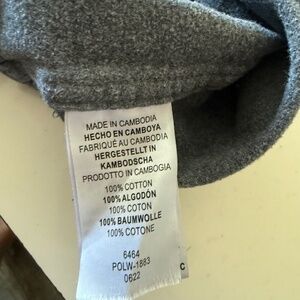 MADE IN CAMBODIA
HECHO EN CAMBOYA
FABRIQUÉ AU CAMBODIA
HERGESTELLT IN
KAMBODSCHA
PRODOTTO IN CAMBOGIA
100% COTTON
100% ALGODÓN
100% COTON
100% BAUMWOLLE
100% COTONE
6464
POLW-1883
0622
C